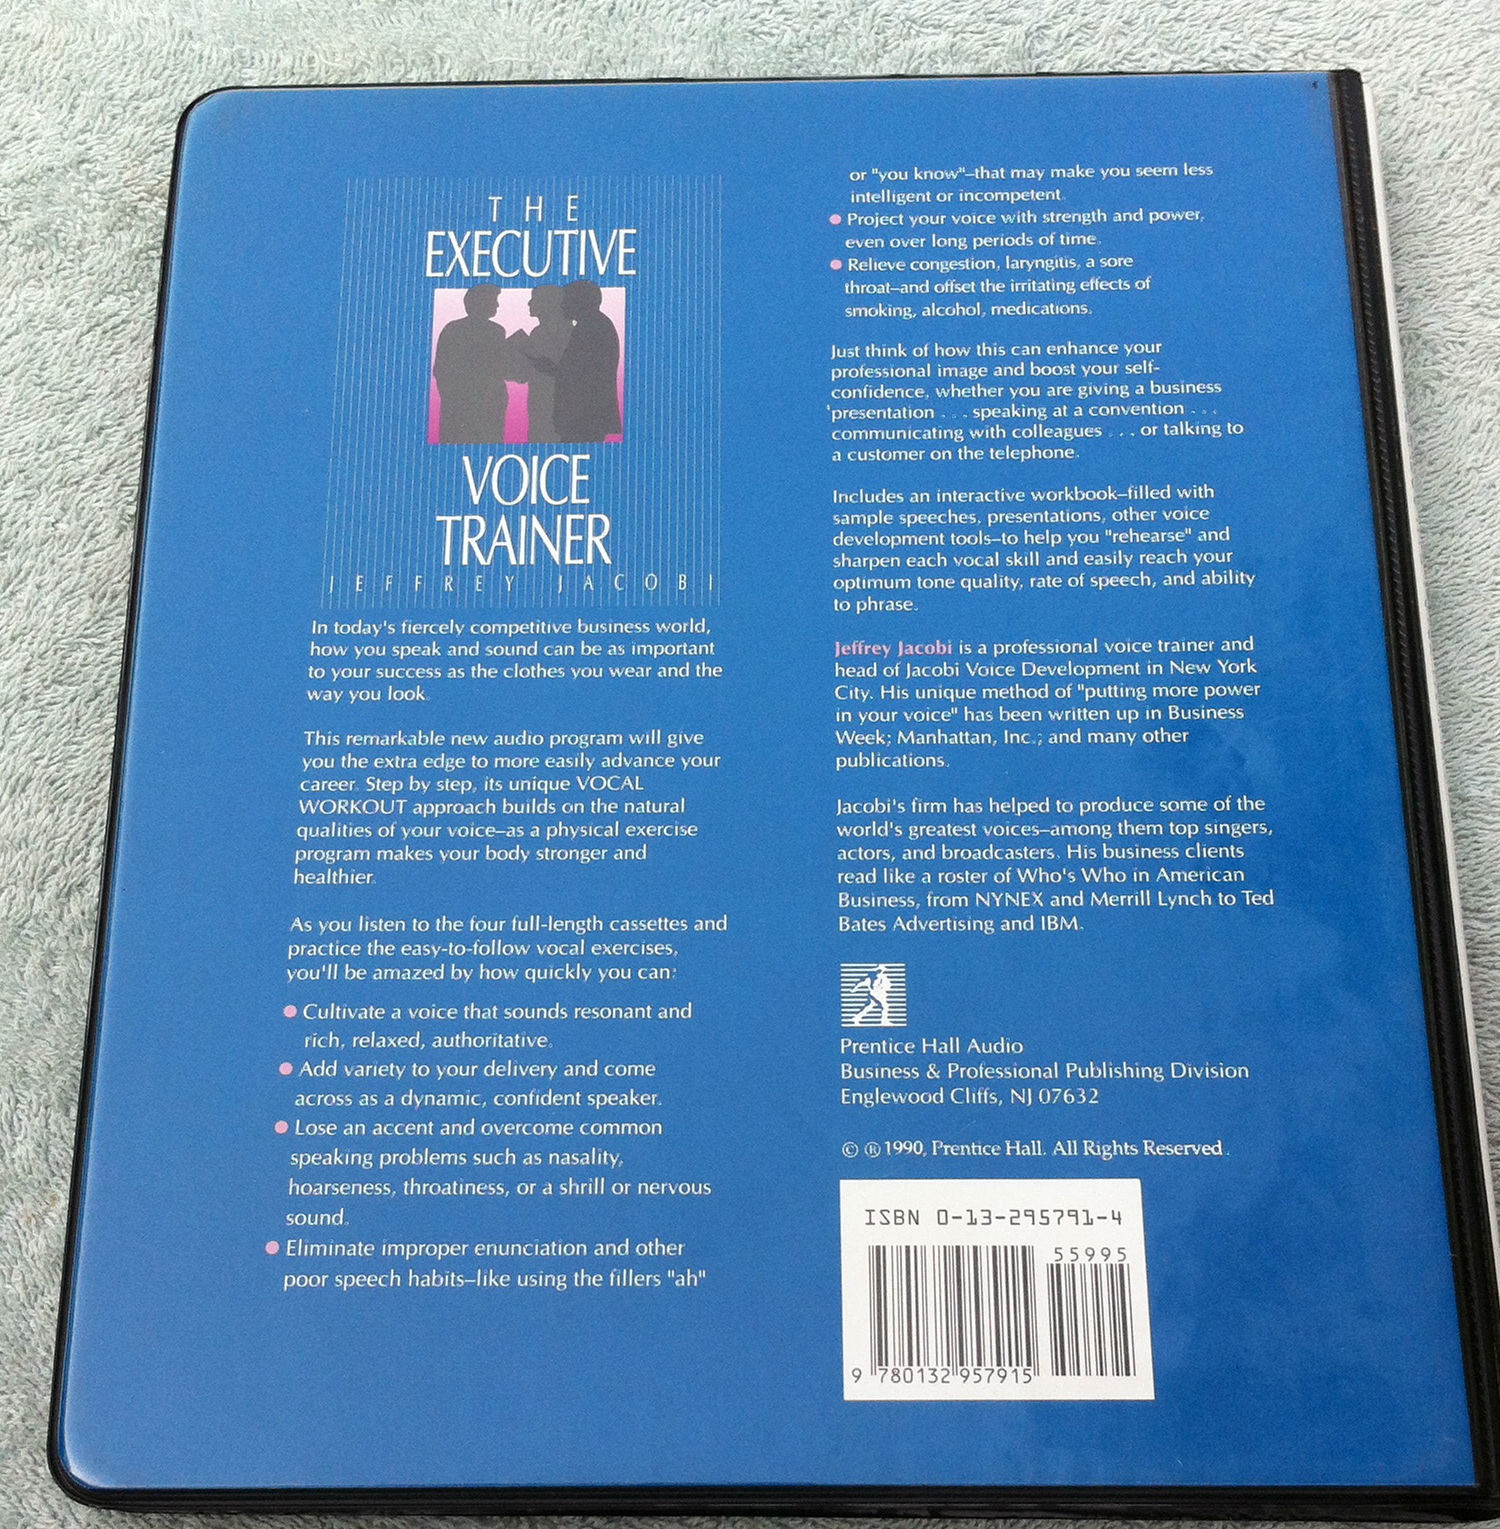 THE
EXECUTIVE
VOICE
TRAINER
JEFFREY JACOBI
In today's fiercely competitive business world,
how you speak and sound can be as important
to your success as the clothes you wear and the
way you look.
This remarkable new audio program will give
you the extra edge to more easily advance your
career. Step by step, its unique VOCAL
WORKOUT approach builds on the natural
qualities of your voice–as a physical exercise
program makes your body stronger and
healthier.
As you listen to the four full-length cassettes and
practice the easy-to-follow vocal exercises,
you'll be amazed by how quickly you can:
● Cultivate a voice that sounds resonant and
rich, relaxed, authoritative.
● Add variety to your delivery and come
across as a dynamic, confident speaker.
● Lose an accent and overcome common
speaking problems such as nasality,
hoarseness, throatiness, or a shrill or nervous
sound.
● Eliminate improper enunciation and other
poor speech habits–like using the fillers "ah"
or "you know"–that may make you seem less
intelligent or incompetent.
● Project your voice with strength and power,
even over long periods of time.
● Relieve congestion, laryngitis, a sore
throat–and offset the irritating effects of
smoking, alcohol, medications.
Just think of how this can enhance your
professional image and boost your self-
confidence, whether you are giving a business
presentation . . . speaking at a convention . . .
communicating with colleagues . . . or talking to
a customer on the telephone.
Includes an interactive workbook–filled with
sample speeches, presentations, other voice
development tools–to help you "rehearse" and
sharpen each vocal skill and easily reach your
optimum tone quality, rate of speech, and ability
to phrase.
Jeffrey Jacobi is a professional voice trainer and
head of Jacobi Voice Development in New York
City. His unique method of "putting more power
in your voice" has been written up in Business
Week; Manhattan, Inc.; and many other
publications.
Jacobi's firm has helped to produce some of the
world's greatest voices–among them top singers,
actors, and broadcasters. His business clients
read like a roster of Who's Who in American
Business, from NYNEX and Merrill Lynch to Ted
Bates Advertising and IBM.
Prentice Hall Audio
Business & Professional Publishing Division
Englewood Cliffs, NJ 07632
© ® 1990, Prentice Hall. All Rights Reserved.
ISBN 0-13-295791-4
55995
9 780132 957915